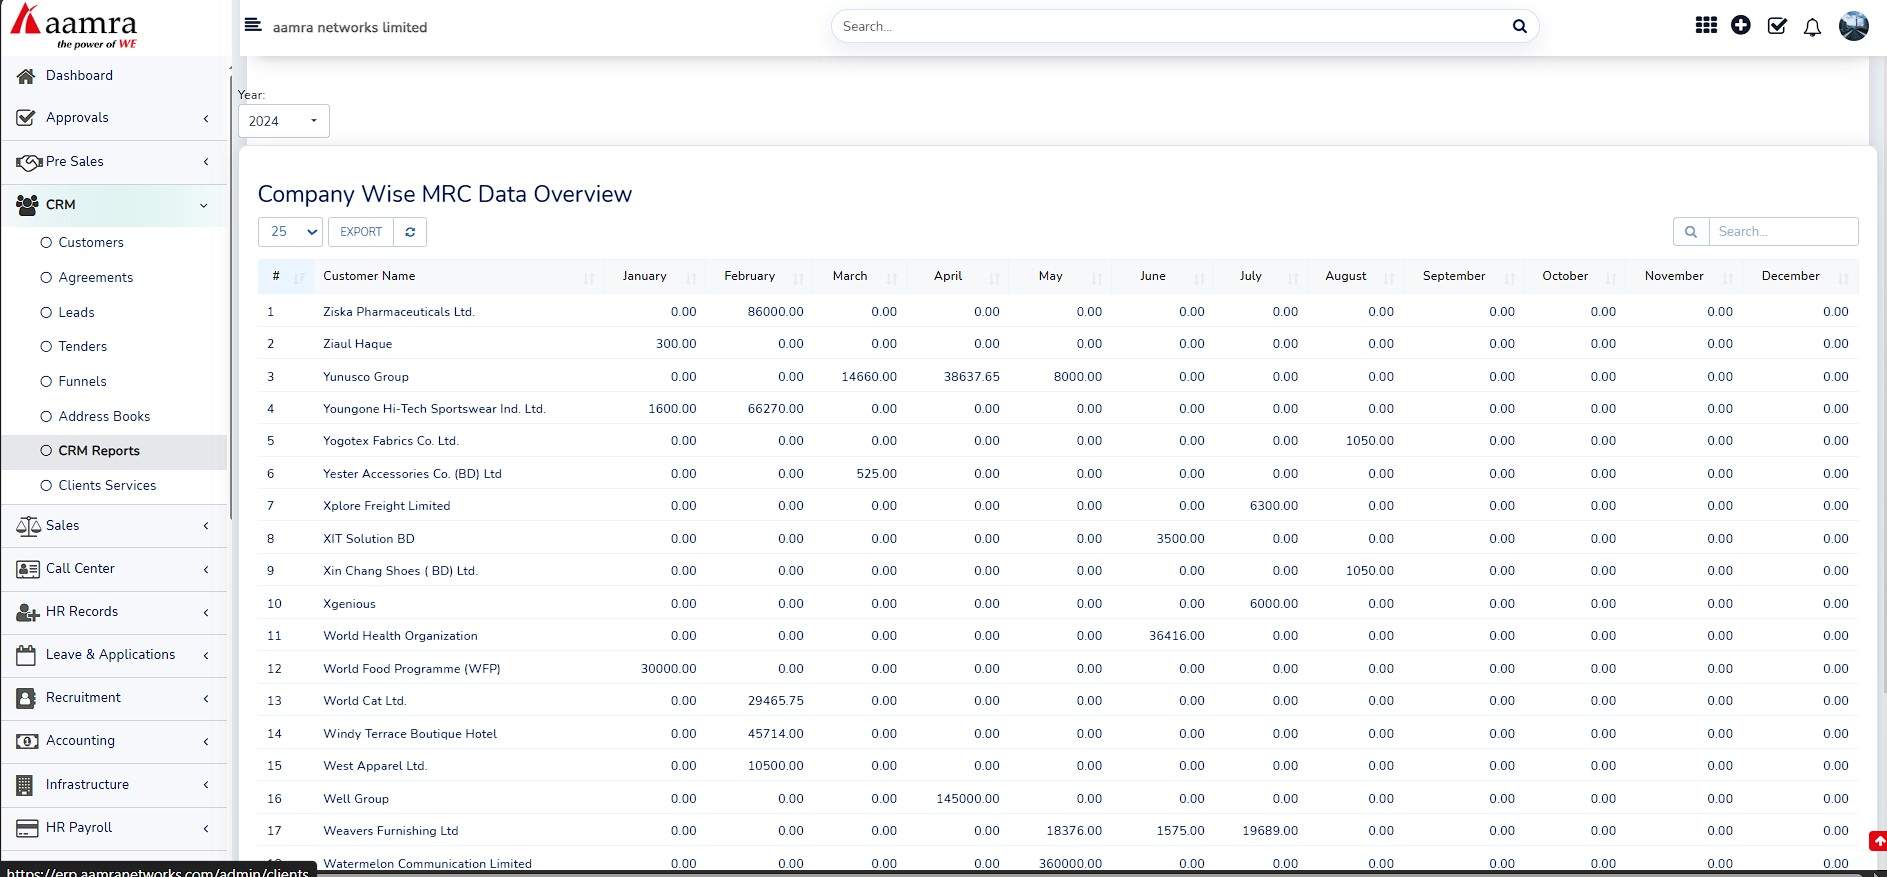 aamra
the power of WE
aamra networks limited
Search...
Dashboard
Approvals
Pre Sales
CRM
Customers
Agreements
Leads
Tenders
Funnels
Address Books
CRM Reports
Clients Services
Sales
Call Center
HR Records
Leave & Applications
Recruitment
Accounting
Infrastructure
HR Payroll
https://erp.aamranetworks.com/admin/clients
Year:
2024
Company Wise MRC Data Overview
25 EXPORT Search...
# Customer Name January February March April May June July August September October November December
1 Ziska Pharmaceuticals Ltd. 0.00 86000.00 0.00 0.00 0.00 0.00 0.00 0.00 0.00 0.00 0.00 0.00
2 Ziaul Haque 300.00 0.00 0.00 0.00 0.00 0.00 0.00 0.00 0.00 0.00 0.00 0.00
3 Yunusco Group 0.00 0.00 14660.00 38637.65 8000.00 0.00 0.00 0.00 0.00 0.00 0.00 0.00
4 Youngone Hi-Tech Sportswear Ind. Ltd. 1600.00 66270.00 0.00 0.00 0.00 0.00 0.00 0.00 0.00 0.00 0.00 0.00
5 Yogotex Fabrics Co. Ltd. 0.00 0.00 0.00 0.00 0.00 0.00 0.00 1050.00 0.00 0.00 0.00 0.00
6 Yester Accessories Co. (BD) Ltd 0.00 0.00 525.00 0.00 0.00 0.00 0.00 0.00 0.00 0.00 0.00 0.00
7 Xplore Freight Limited 0.00 0.00 0.00 0.00 0.00 0.00 6300.00 0.00 0.00 0.00 0.00 0.00
8 XIT Solution BD 0.00 0.00 0.00 0.00 0.00 3500.00 0.00 0.00 0.00 0.00 0.00 0.00
9 Xin Chang Shoes ( BD) Ltd. 0.00 0.00 0.00 0.00 0.00 0.00 0.00 1050.00 0.00 0.00 0.00 0.00
10 Xgenious 0.00 0.00 0.00 0.00 0.00 0.00 6000.00 0.00 0.00 0.00 0.00 0.00
11 World Health Organization 0.00 0.00 0.00 0.00 0.00 36416.00 0.00 0.00 0.00 0.00 0.00 0.00
12 World Food Programme (WFP) 30000.00 0.00 0.00 0.00 0.00 0.00 0.00 0.00 0.00 0.00 0.00 0.00
13 World Cat Ltd. 0.00 29465.75 0.00 0.00 0.00 0.00 0.00 0.00 0.00 0.00 0.00 0.00
14 Windy Terrace Boutique Hotel 0.00 45714.00 0.00 0.00 0.00 0.00 0.00 0.00 0.00 0.00 0.00 0.00
15 West Apparel Ltd. 0.00 10500.00 0.00 0.00 0.00 0.00 0.00 0.00 0.00 0.00 0.00 0.00
16 Well Group 0.00 0.00 0.00 145000.00 0.00 0.00 0.00 0.00 0.00 0.00 0.00 0.00
17 Weavers Furnishing Ltd 0.00 0.00 0.00 0.00 18376.00 1575.00 19689.00 0.00 0.00 0.00 0.00 0.00
Watermelon Communication Limited 0.00 0.00 0.00 0.00 360000.00 0.00 0.00 0.00 0.00 0.00 0.00 0.00